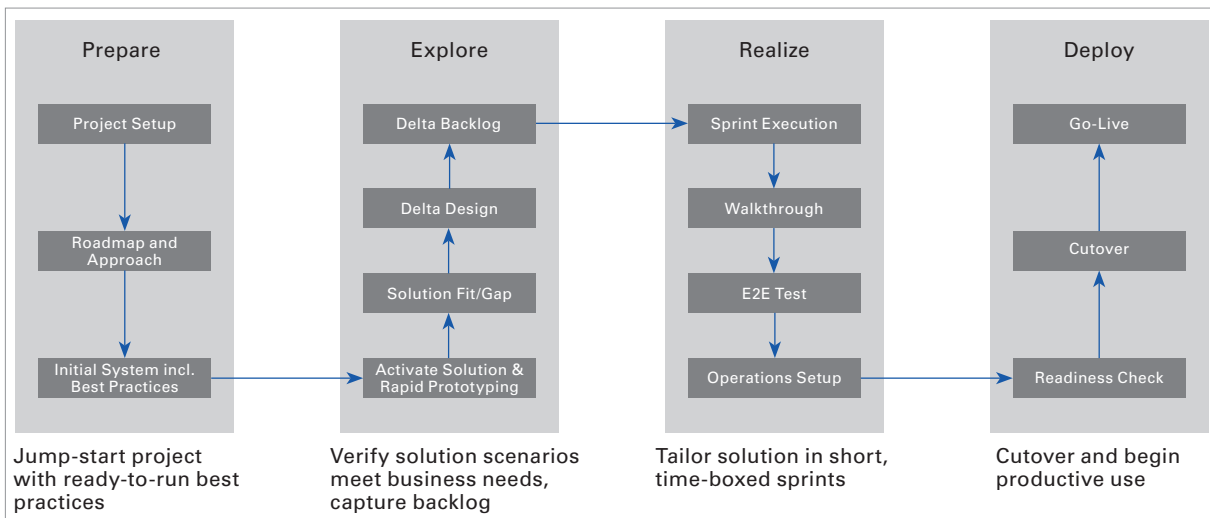 Prepare
Project Setup
Roadmap and
Approach
Initial System incl.
Best Practices
Jump-start project
with ready-to-run best
practices
Explore
Delta Backlog
Delta Design
Solution Fit/Gap
Activate Solution &
Rapid Prototyping
Verify solution scenarios
meet business needs,
capture backlog
Realize
Sprint Execution
Walkthrough
E2E Test
Operations Setup
Tailor solution in short,
time-boxed sprints
Deploy
Go-Live
Cutover
Readiness Check
Cutover and begin
productive use